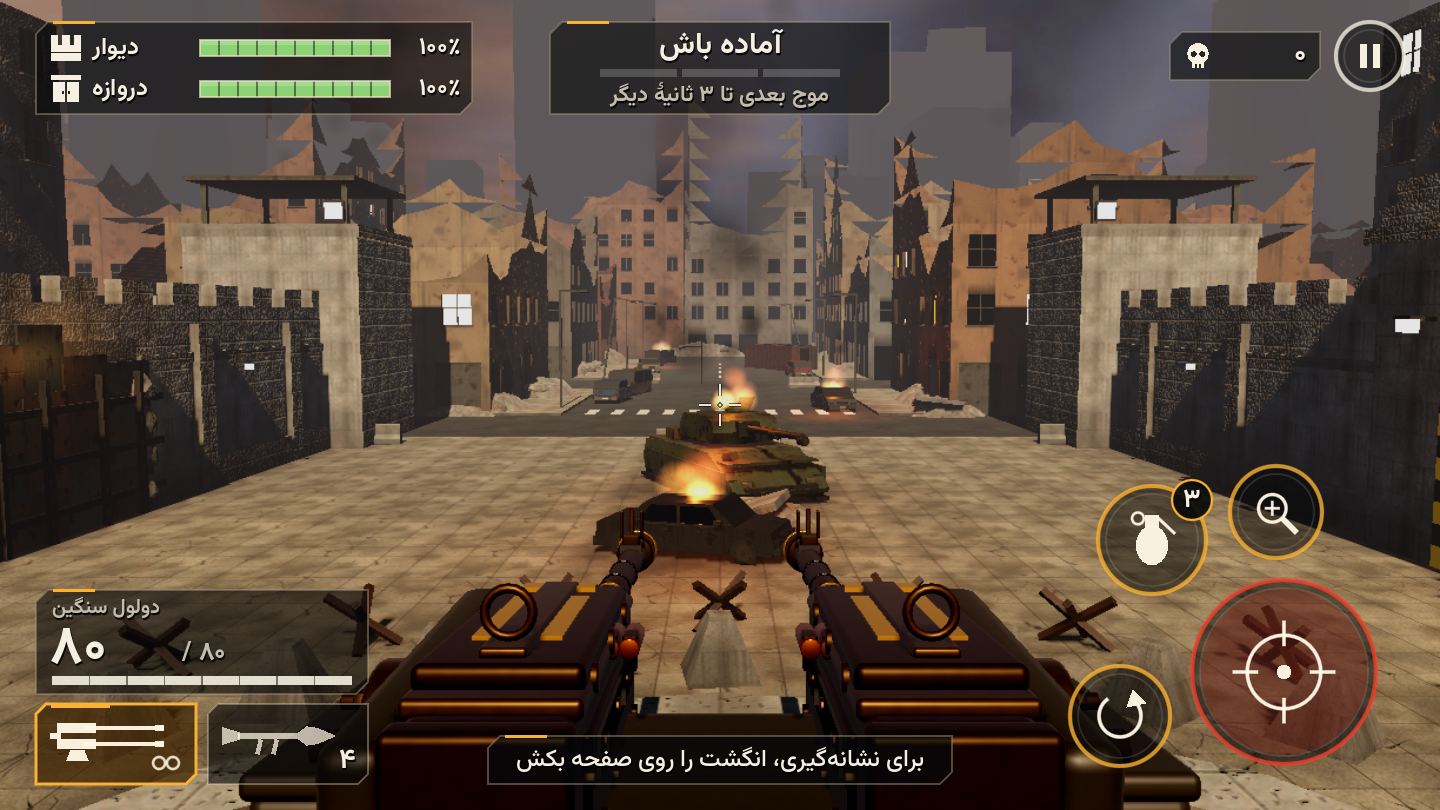 دیوار ۱۰۰٪
دروازه ۱۰۰٪
آماده باش
موج بعدی تا ۳ ثانیهٔ دیگر
۰
۳
دولول سنگین
۸۰ / ۸۰
∞
۴
برای نشانه‌گیری، انگشت را روی صفحه بکش